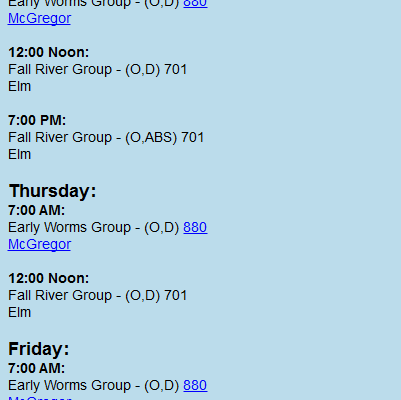 Early Worms Group - (O,D) 880
McGregor
12:00 Noon:
Fall River Group - (O,D) 701
Elm
7:00 PM:
Fall River Group - (O,ABS) 701
Elm
Thursday:
7:00 AM:
Early Worms Group - (O,D) 880
McGregor
12:00 Noon:
Fall River Group - (O,D) 701
Elm
Friday:
7:00 AM:
Early Worms Group - (O,D) 880
McGregor